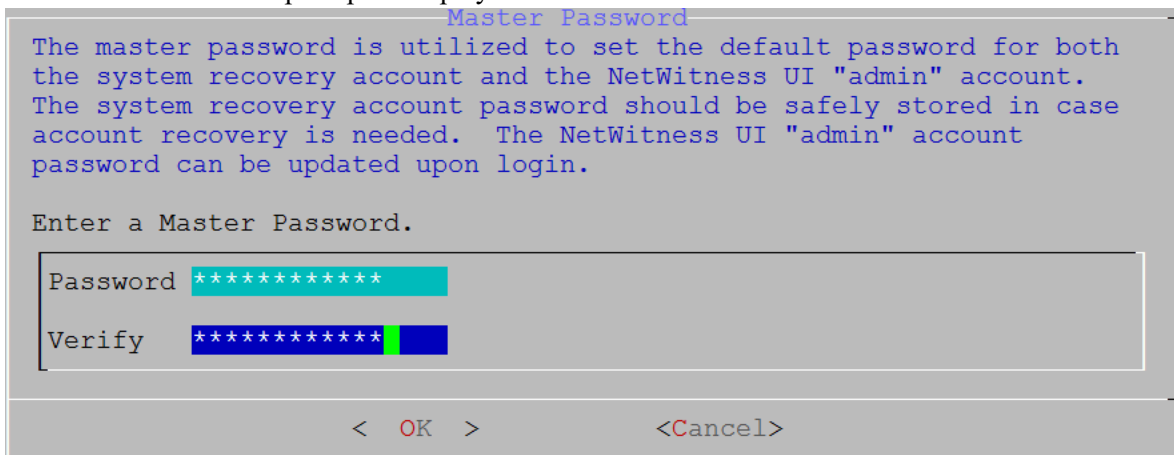 Master Password
The master password is utilized to set the default password for both
the system recovery account and the NetWitness UI "admin" account.
The system recovery account password should be safely stored in case
account recovery is needed.  The NetWitness UI "admin" account
password can be updated upon login.
Enter a Master Password.
Password ************
Verify ************
< OK > <Cancel>